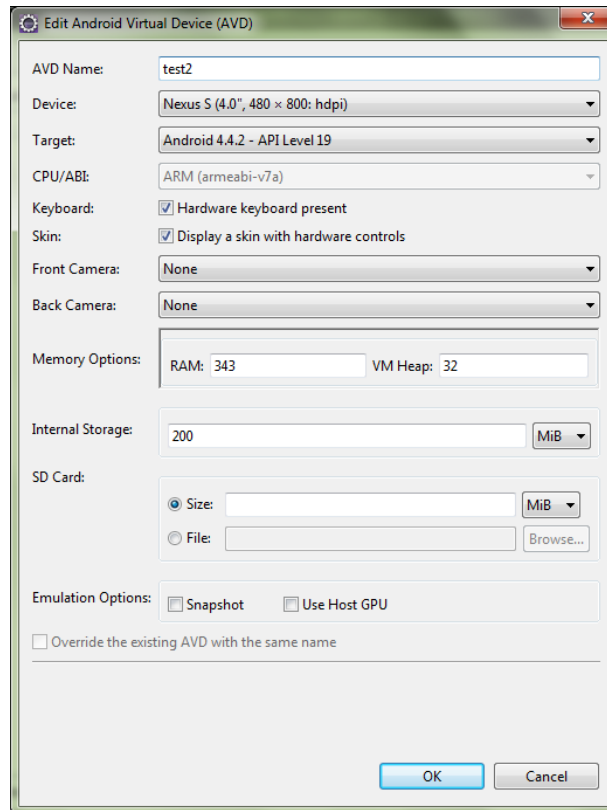 Edit Android Virtual Device (AVD)
AVD Name: test2
Device: Nexus S (4.0", 480 × 800: hdpi)
Target: Android 4.4.2 - API Level 19
CPU/ABI: ARM (armeabi-v7a)
Keyboard: Hardware keyboard present
Skin: Display a skin with hardware controls
Front Camera: None
Back Camera: None
Memory Options: RAM: 343 VM Heap: 32
Internal Storage: 200 MiB
SD Card:
Size: MiB
File: Browse...
Emulation Options: Snapshot Use Host GPU
Override the existing AVD with the same name
OK Cancel